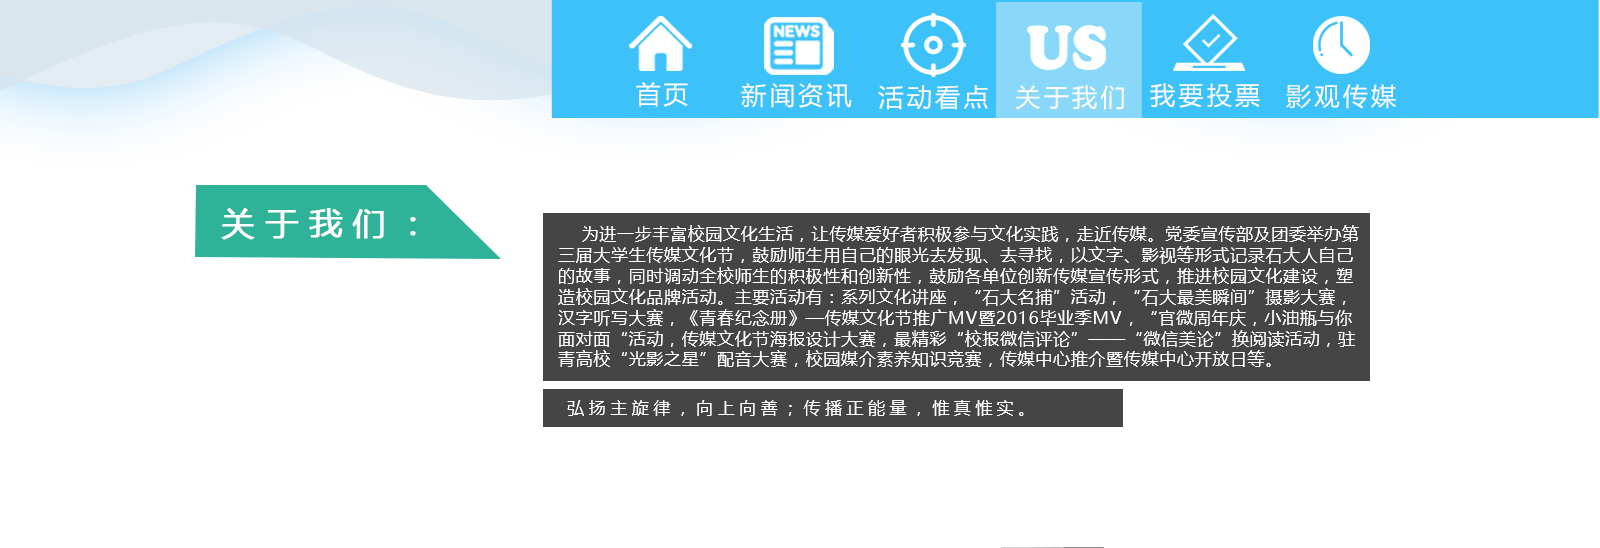 NEWS
US
首页
新闻资讯
活动看点
关于我们
我要投票
影观传媒
关于我们：
为进一步丰富校园文化生活，让传媒爱好者积极参与文化实践，走近传媒。党委宣传部及团委举办第
三届大学生传媒文化节，鼓励师生用自己的眼光去发现、去寻找，以文字、影视等形式记录石大人自己
的故事，同时调动全校师生的积极性和创新性，鼓励各单位创新传媒宣传形式，推进校园文化建设，塑
造校园文化品牌活动。主要活动有：系列文化讲座，“石大名捕”活动，“石大最美瞬间”摄影大赛，
汉字听写大赛，《青春纪念册》—传媒文化节推广MV暨2016毕业季MV，“官微周年庆，小油瓶与你
面对面“活动，传媒文化节海报设计大赛，最精彩“校报微信评论”——“微信美论”换阅读活动，驻
青高校“光影之星”配音大赛，校园媒介素养知识竞赛，传媒中心推介暨传媒中心开放日等。
弘扬主旋律，向上向善；传播正能量，惟真惟实。